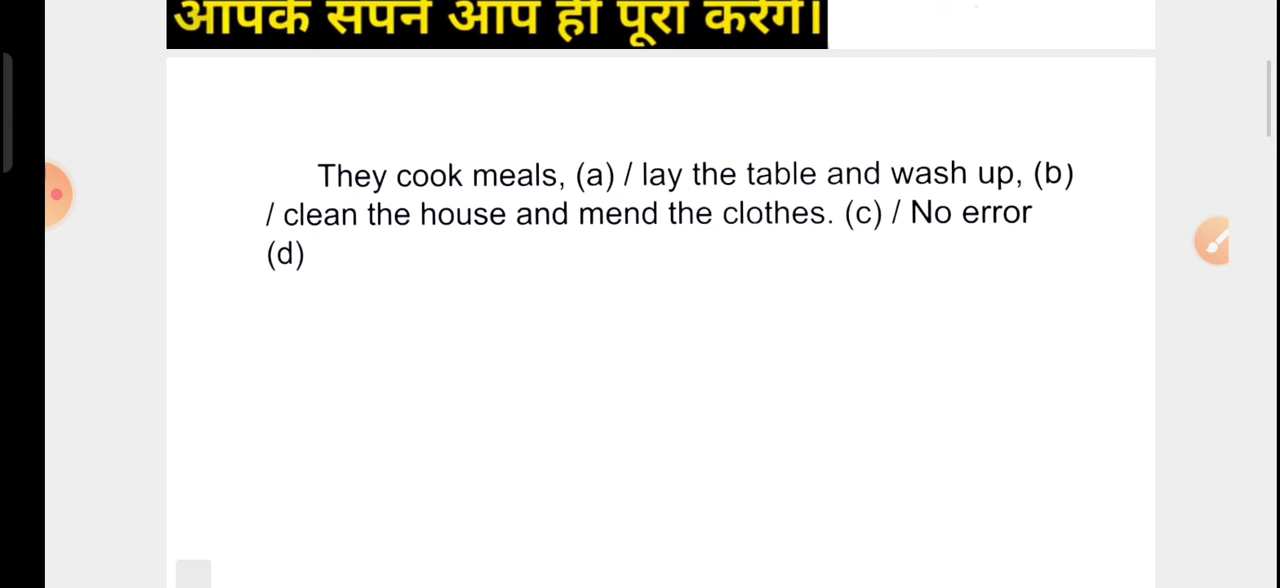 आपके सपने आप ही पूरा करेंगे।
They cook meals, (a) / lay the table and wash up, (b)
/ clean the house and mend the clothes. (c) / No error
(d)